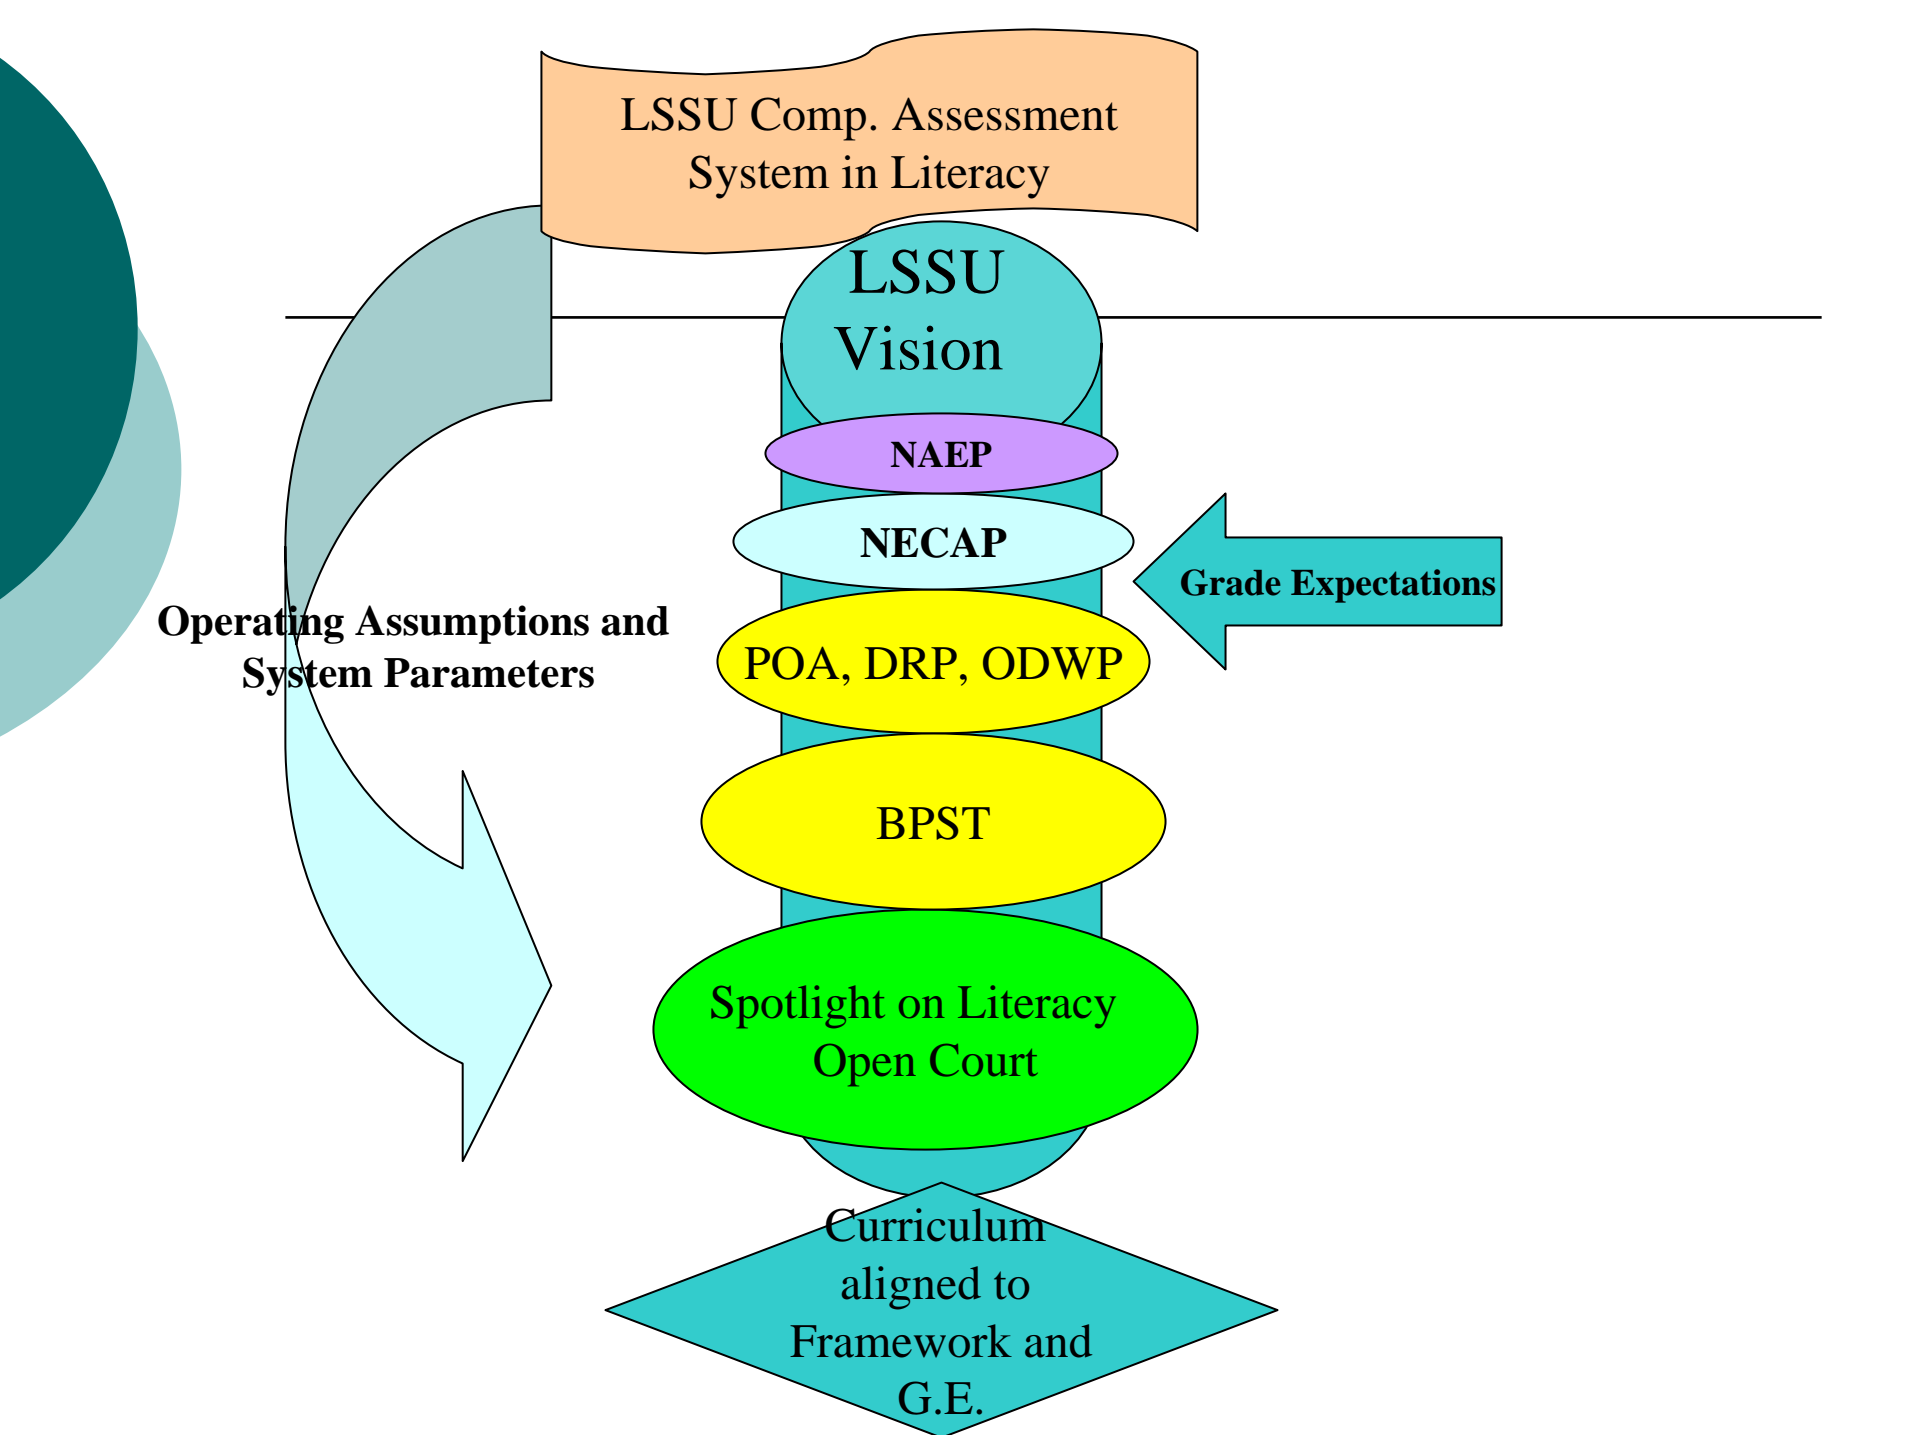 LSSU Comp. Assessment
System in Literacy
LSSU
Vision
NAEP
NECAP
Grade Expectations
Operating Assumptions and
System Parameters
POA, DRP, ODWP
BPST
Spotlight on Literacy
Open Court
Curriculum
aligned to
Framework and
G.E.